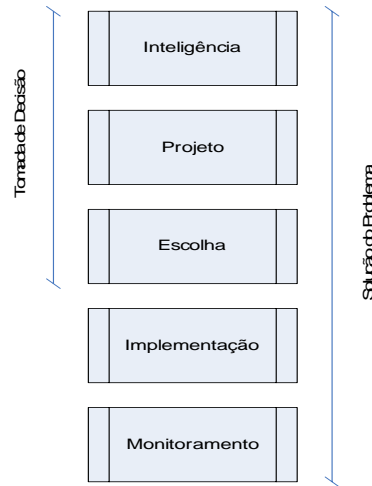 Inteligência
Projeto
Escolha
Implementação
Monitoramento
Tomada de Decisão
Solução do Problema